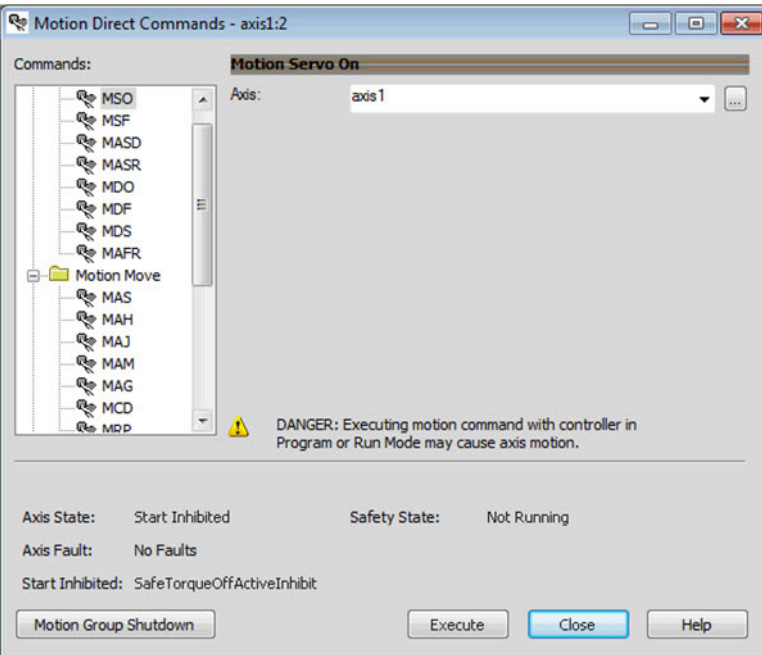 Motion Direct Commands - axis1:2
Commands:
Motion Servo On
MSO
Axis:
axis1
...
MSF
MASD
MASR
MDO
MDF
MDS
MAFR
Motion Move
MAS
MAH
MAJ
MAM
MAG
MCD
MRP
DANGER: Executing motion command with controller in
Program or Run Mode may cause axis motion.
Axis State: Start Inhibited
Safety State: Not Running
Axis Fault: No Faults
Start Inhibited: SafeTorqueOffActiveInhibit
Motion Group Shutdown
Execute
Close
Help